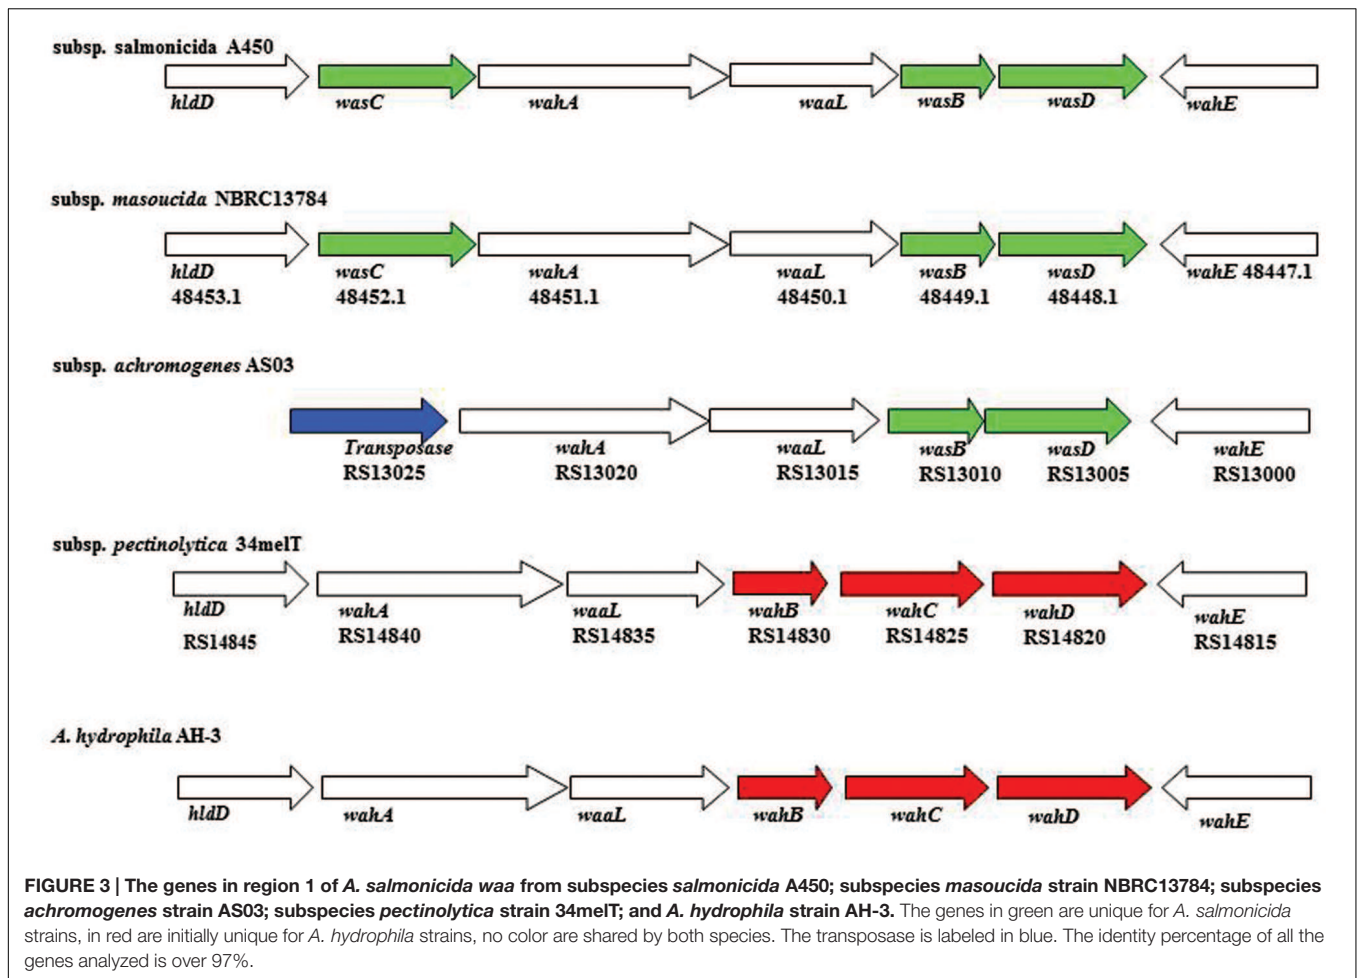 subsp. salmonicida A450
hldD wasC wahA waaL wasB wasD wahE
subsp. masoucida NBRC13784
hldD wasC wahA waaL wasB wasD wahE 48447.1
48453.1 48452.1 48451.1 48450.1 48449.1 48448.1
subsp. achromogenes AS03
Transposase wahA waaL wasB wasD wahE
RS13025 RS13020 RS13015 RS13010 RS13005 RS13000
subsp. pectinolytica 34melT
hldD wahA waaL wahB wahC wahD wahE
RS14845 RS14840 RS14835 RS14830 RS14825 RS14820 RS14815
A. hydrophila AH-3
hldD wahA waaL wahB wahC wahD wahE
FIGURE 3 | The genes in region 1 of A. salmonicida waa from subspecies salmonicida A450; subspecies masoucida strain NBRC13784; subspecies
achromogenes strain AS03; subspecies pectinolytica strain 34melT; and A. hydrophila strain AH-3. The genes in green are unique for A. salmonicida
strains, in red are initially unique for A. hydrophila strains, no color are shared by both species. The transposase is labeled in blue. The identity percentage of all the
genes analyzed is over 97%.